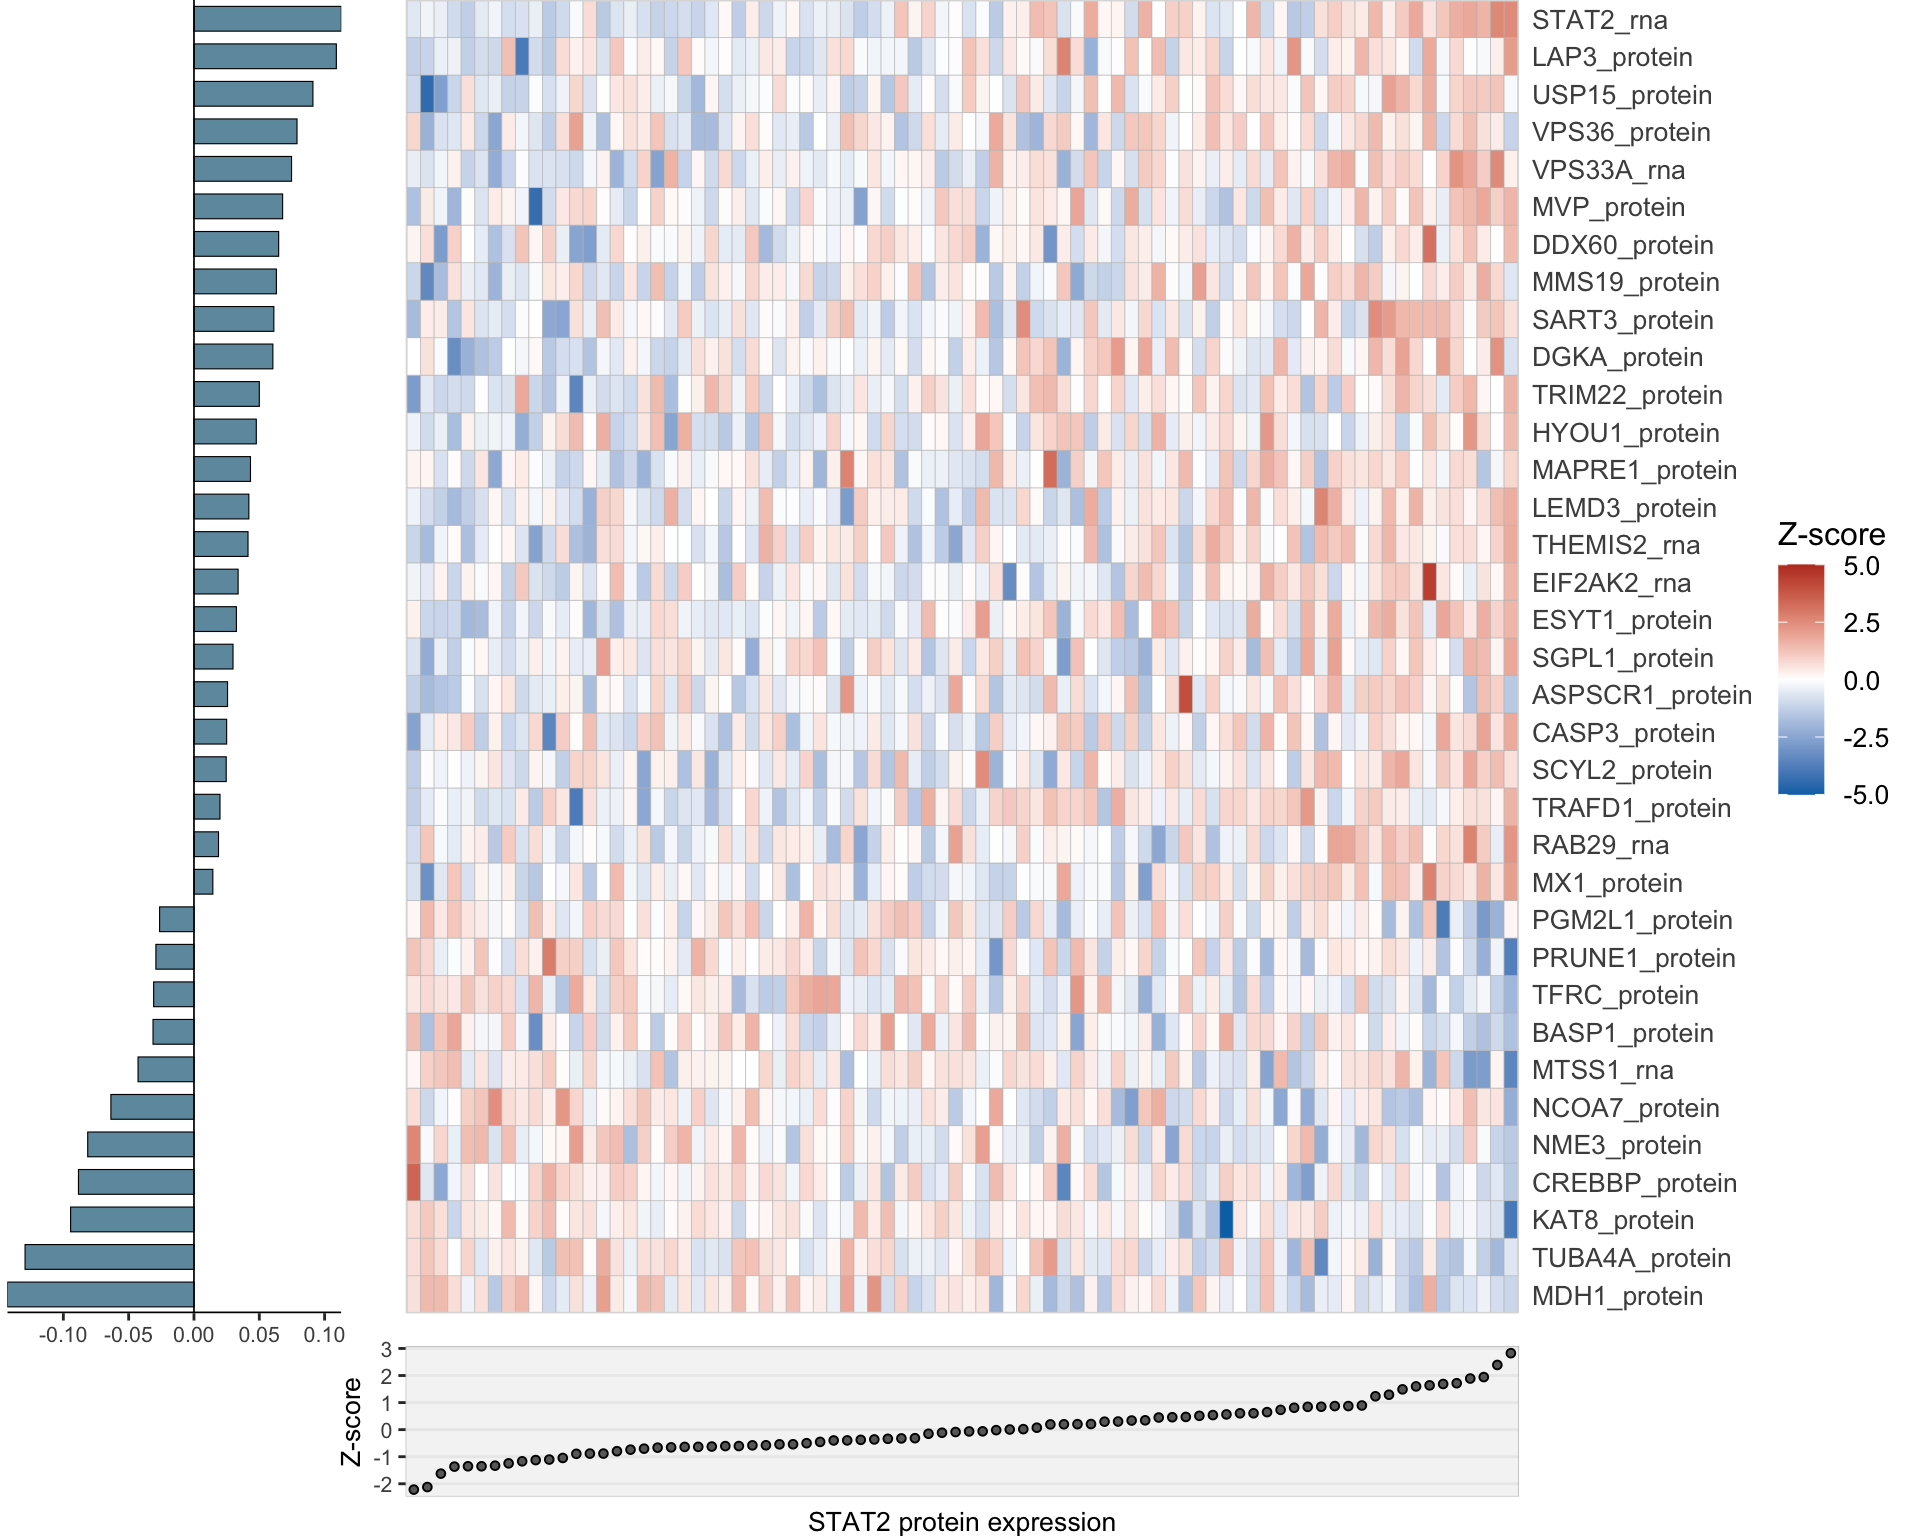 STAT2_rna
LAP3_protein
USP15_protein
VPS36_protein
VPS33A_rna
MVP_protein
DDX60_protein
MMS19_protein
SART3_protein
DGKA_protein
TRIM22_protein
HYOU1_protein
MAPRE1_protein
LEMD3_protein
THEMIS2_rna
EIF2AK2_rna
ESYT1_protein
SGPL1_protein
ASPSCR1_protein
CASP3_protein
SCYL2_protein
TRAFD1_protein
RAB29_rna
MX1_protein
PGM2L1_protein
PRUNE1_protein
TFRC_protein
BASP1_protein
MTSS1_rna
NCOA7_protein
NME3_protein
CREBBP_protein
KAT8_protein
TUBA4A_protein
MDH1_protein
Z-score
5.0
2.5
0.0
-2.5
-5.0
-0.10 -0.05 0.00 0.05 0.10
Z-score
3
2
1
0
-1
-2
STAT2 protein expression